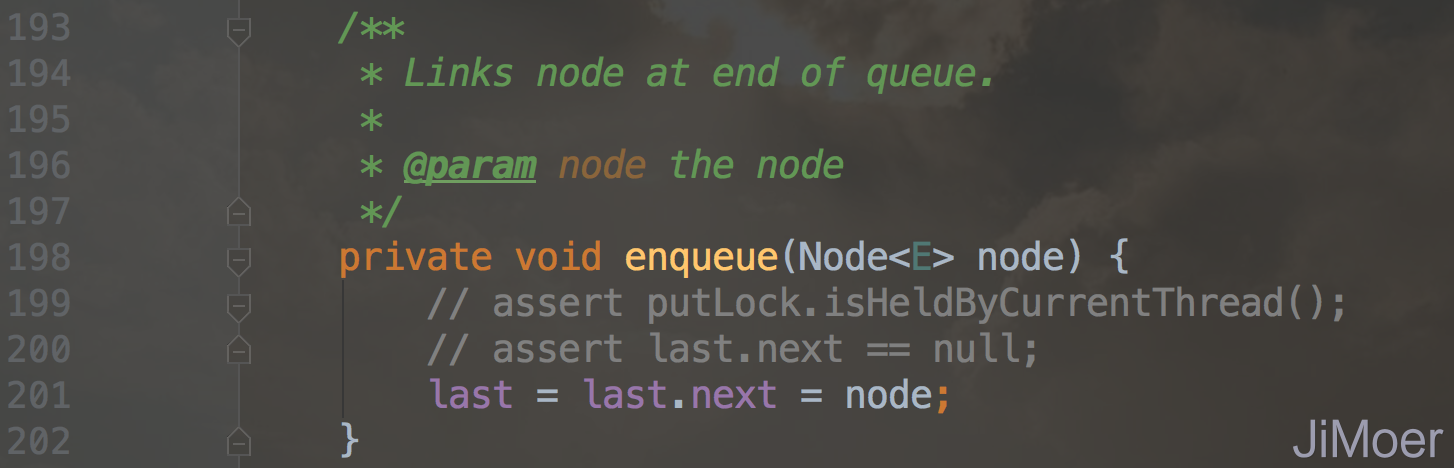 193 /**
194 * Links node at end of queue.
195 *
196 * @param node the node
197 */
198 private void enqueue(Node<E> node) {
199 // assert putLock.isHeldByCurrentThread();
200 // assert last.next == null;
201 last = last.next = node;
202 }
JiMoer